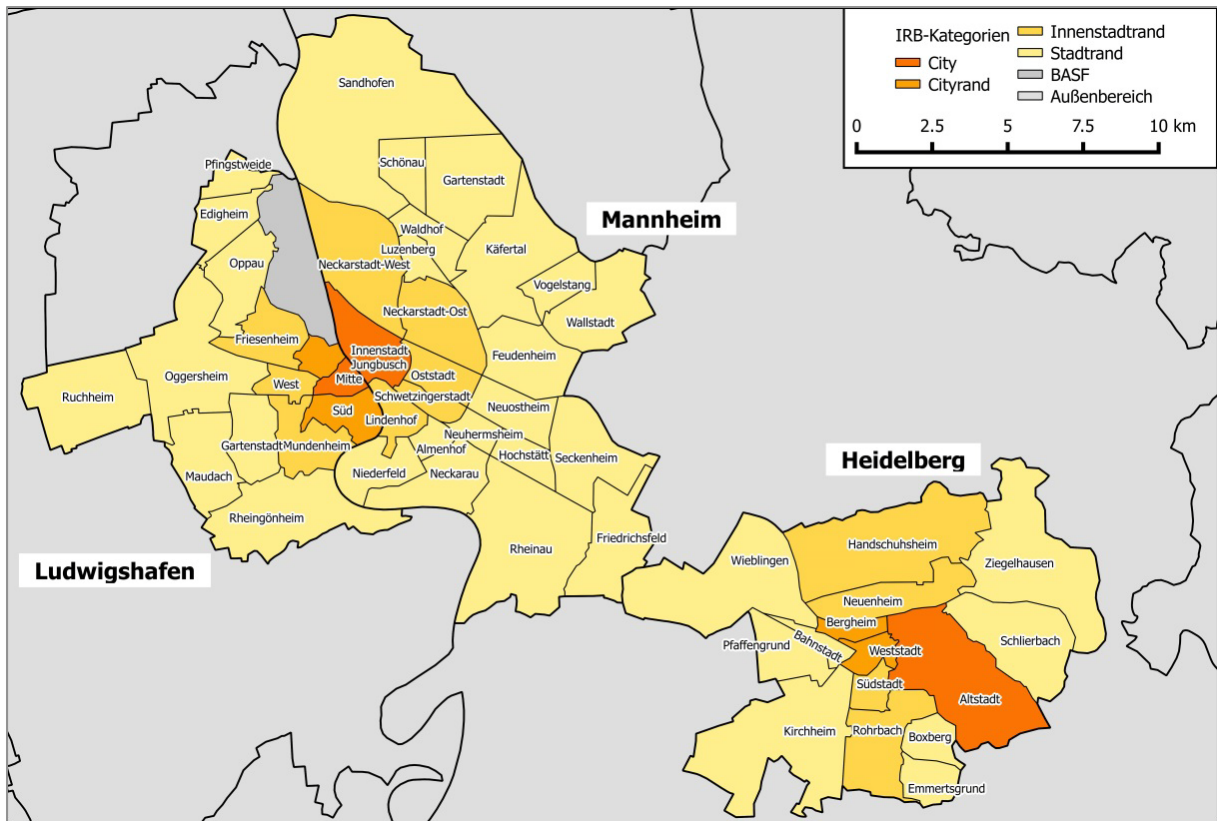 IRB-Kategorien
City
Cityrand
Innenstadtrand
Stadtrand
BASF
Außenbereich
0 2.5 5 7.5 10 km
Mannheim
Sandhofen
Schönau
Gartenstadt
Waldhof
Luzenberg
Käfertal
Neckarstadt-West
Vogelstang
Wallstadt
Neckarstadt-Ost
Feudenheim
Innenstadt
Jungbusch
Oststadt
Schwetzingerstadt
Neuostheim
Lindenhof
Neuhermsheim
Almenhof
Hochstätt
Seckenheim
Niederfeld
Neckarau
Rheinau
Friedrichsfeld
Pfingstweide
Edigheim
Oppau
Friesenheim
Oggersheim
Ruchheim
West
Mitte
Süd
Gartenstadt
Mundenheim
Maudach
Rheingönheim
Ludwigshafen
Heidelberg
Wieblingen
Handschuhsheim
Ziegelhausen
Neuenheim
Bergheim
Schlierbach
Pfaffengrund
Bahnstadt
Weststadt
Südstadt
Altstadt
Kirchheim
Rohrbach
Boxberg
Emmertsgrund